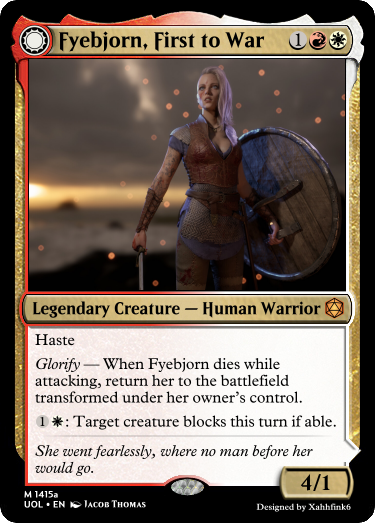 Fyebjorn, First to War 1
Legendary Creature — Human Warrior
Haste
Glorify — When Fyebjorn dies while
attacking, return her to the battlefield
transformed under her owner's control.
1 : Target creature blocks this turn if able.
She went fearlessly, where no man before her
would go.
4/1
M 1415a
UOL • EN Jacob Thomas
Designed by Xahhfink6